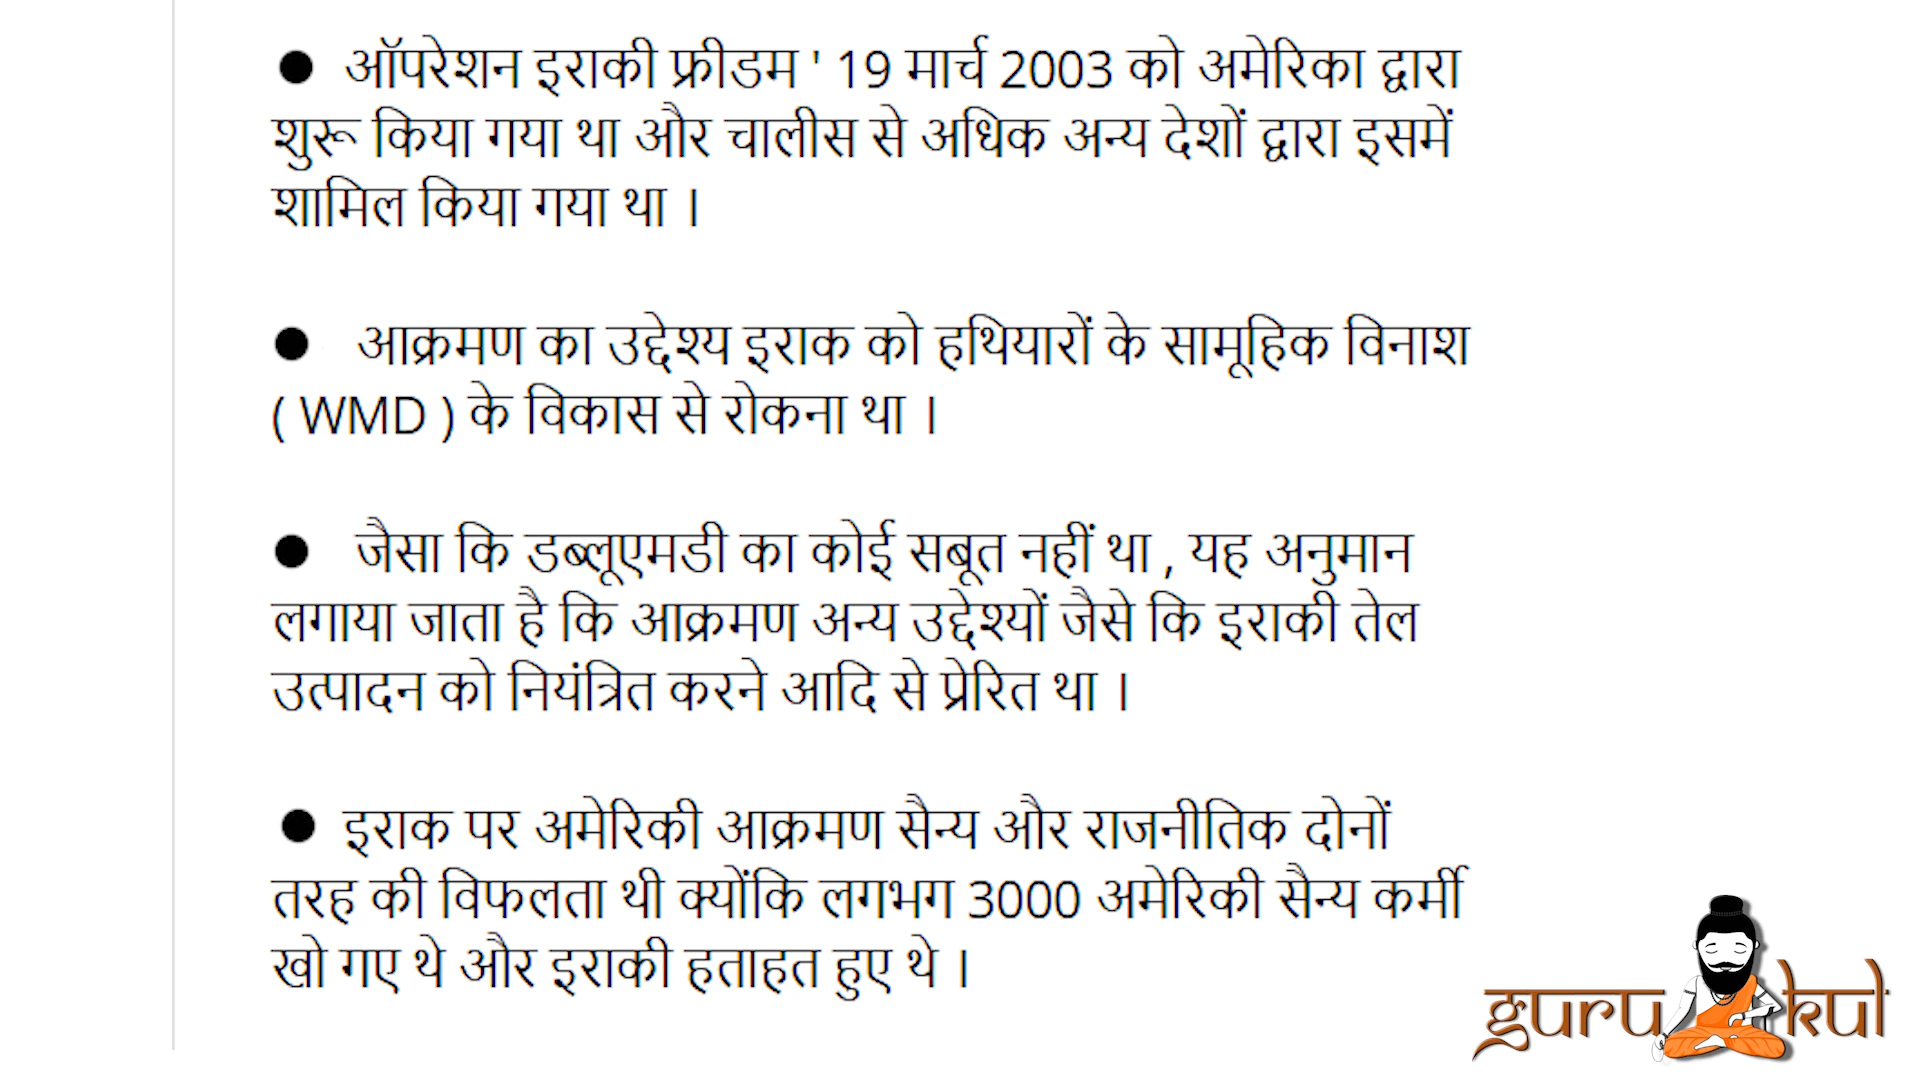 ● ऑपरेशन इराकी फ्रीडम ' 19 मार्च 2003 को अमेरिका द्वारा
शुरू किया गया था और चालीस से अधिक अन्य देशों द्वारा इसमें
शामिल किया गया था ।
● आक्रमण का उद्देश्य इराक को हथियारों के सामूहिक विनाश
( WMD ) के विकास से रोकना था ।
● जैसा कि डब्लूएमडी का कोई सबूत नहीं था , यह अनुमान
लगाया जाता है कि आक्रमण अन्य उद्देश्यों जैसे कि इराकी तेल
उत्पादन को नियंत्रित करने आदि से प्रेरित था ।
● इराक पर अमेरिकी आक्रमण सैन्य और राजनीतिक दोनों
तरह की विफलता थी क्योंकि लगभग 3000 अमेरिकी सैन्य कर्मी
खो गए थे और इराकी हताहत हुए थे ।
gurukul